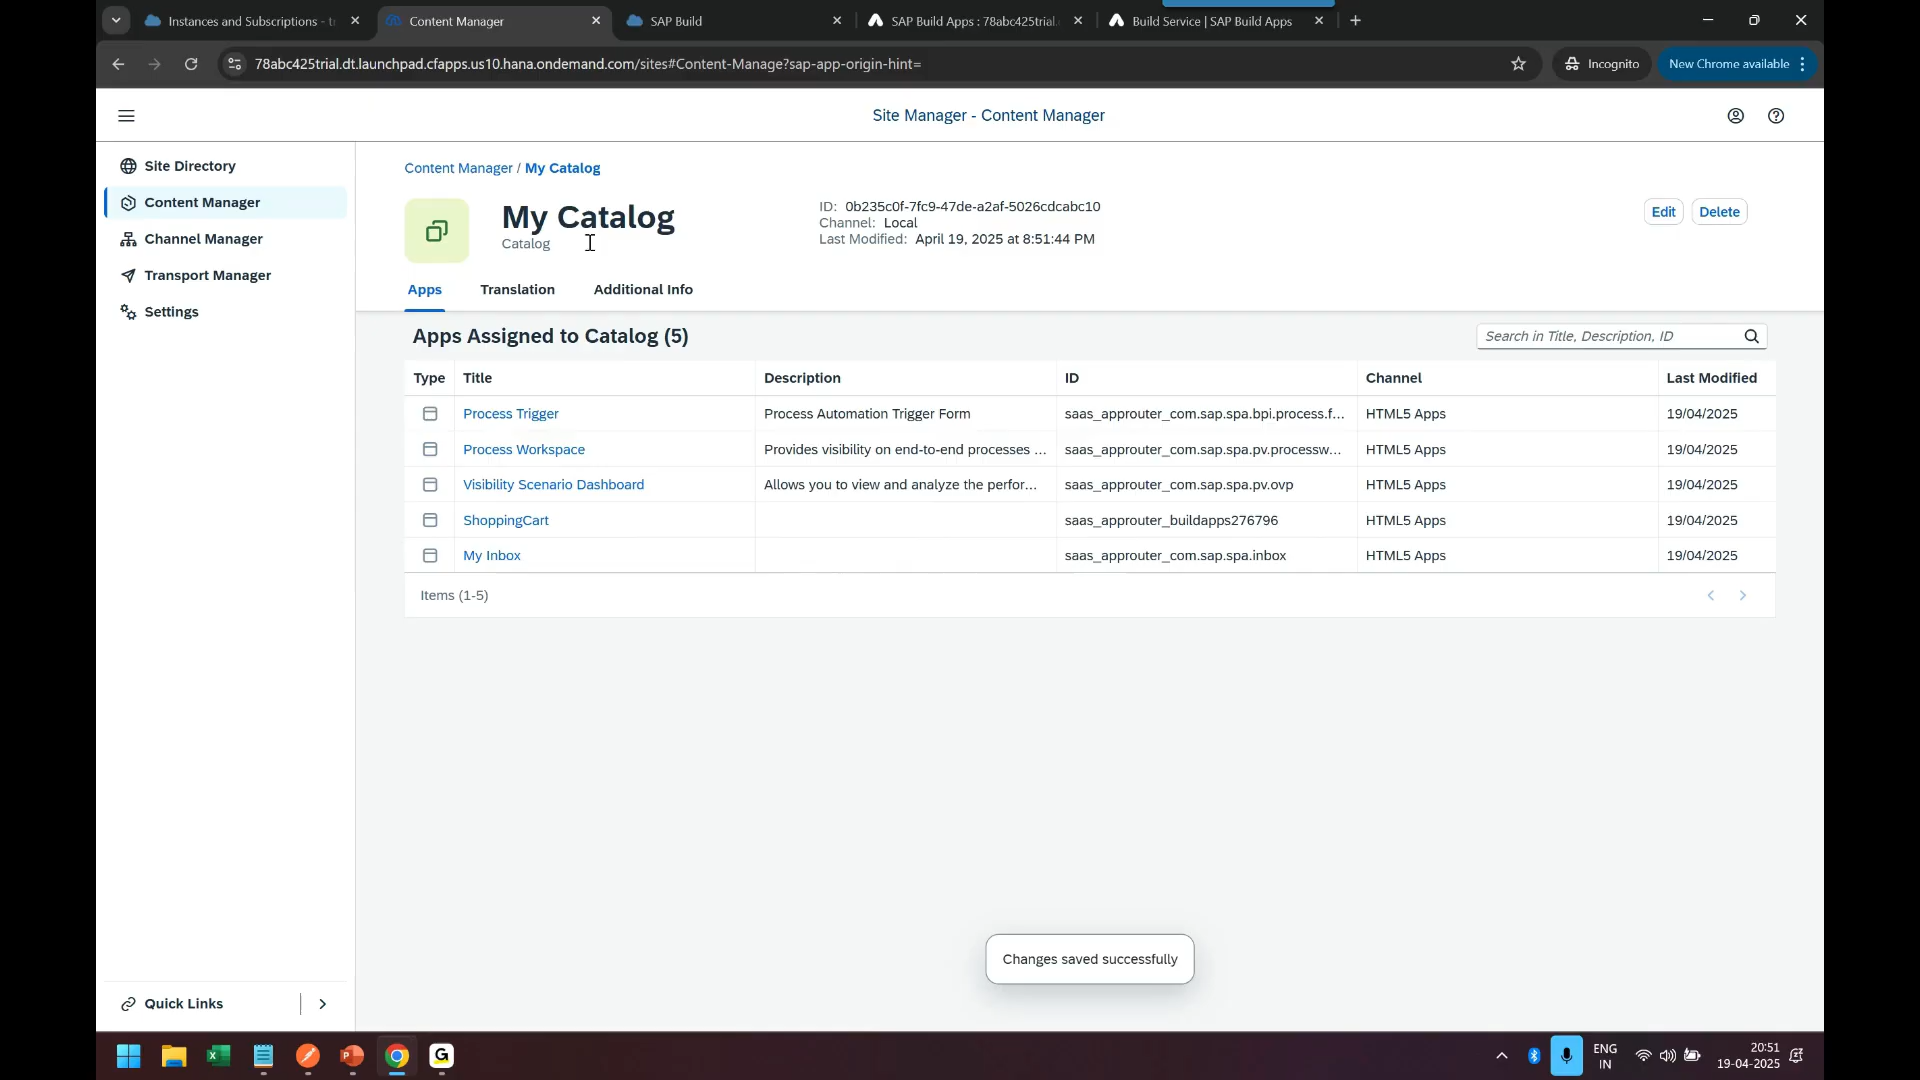 Instances and Subscriptions - t
Content Manager
SAP Build
SAP Build Apps : 78abc425trial.
Build Service | SAP Build Apps
78abc425trial.dt.launchpad.cfapps.us10.hana.ondemand.com/sites#Content-Manage?sap-app-origin-hint=
Incognito
New Chrome available
Site Manager - Content Manager
Site Directory
Content Manager
Channel Manager
Transport Manager
Settings
Content Manager / My Catalog
My Catalog
Catalog
ID: 0b235c0f-7fc9-47de-a2af-5026cdcabc10
Channel: Local
Last Modified: April 19, 2025 at 8:51:44 PM
Edit
Delete
Apps
Translation
Additional Info
Apps Assigned to Catalog (5)
Search in Title, Description, ID
Type Title Description ID Channel Last Modified
Process Trigger Process Automation Trigger Form saas_approuter_com.sap.spa.bpi.process.f... HTML5 Apps 19/04/2025
Process Workspace Provides visibility on end-to-end processes ... saas_approuter_com.sap.spa.pv.processw... HTML5 Apps 19/04/2025
Visibility Scenario Dashboard Allows you to view and analyze the perfor... saas_approuter_com.sap.spa.pv.ovp HTML5 Apps 19/04/2025
ShoppingCart saas_approuter_buildapps276796 HTML5 Apps 19/04/2025
My Inbox saas_approuter_com.sap.spa.inbox HTML5 Apps 19/04/2025
Items (1-5)
Changes saved successfully
Quick Links
ENG
IN
20:51
19-04-2025